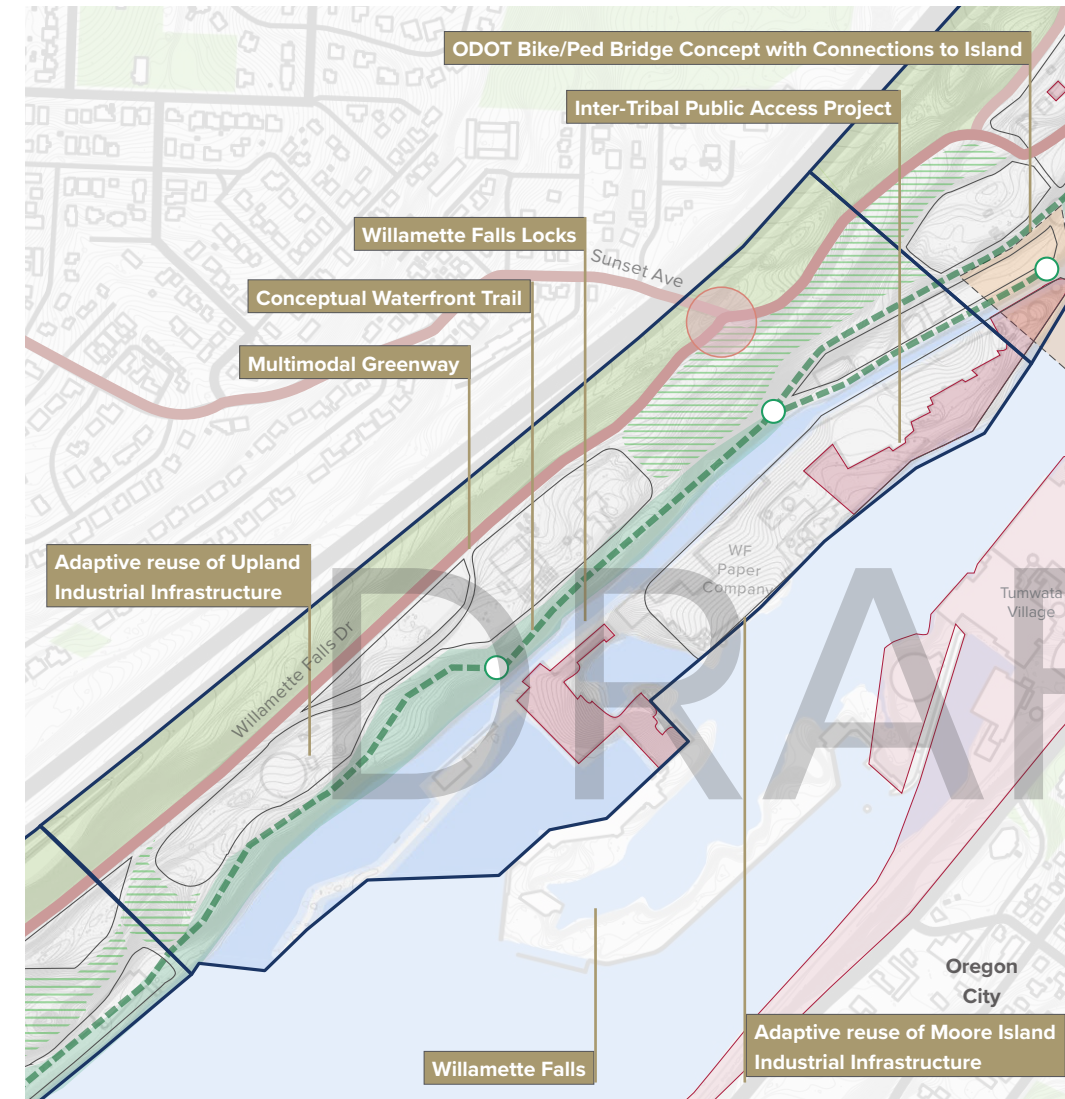 ODOT Bike/Ped Bridge Concept with Connections to Island
Inter-Tribal Public Access Project
Willamette Falls Locks
Sunset Ave
Conceptual Waterfront Trail
Multimodal Greenway
Adaptive reuse of Upland
Industrial Infrastructure
WF
Paper
Company
Tumwata
Village
Willamette Falls Dr
DRAF
Oregon
City
Adaptive reuse of Moore Island
Industrial Infrastructure
Willamette Falls